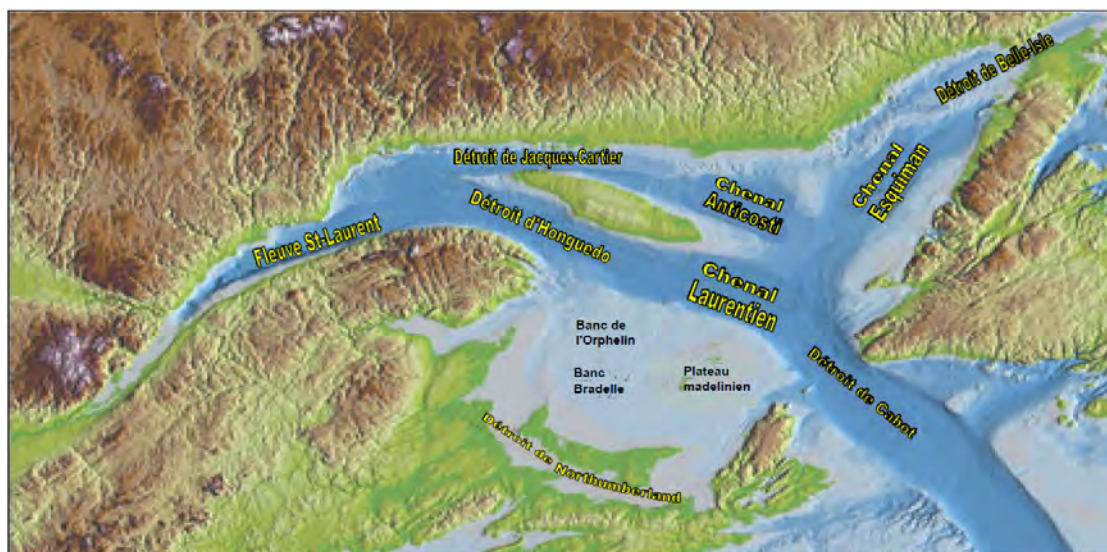 Détroit de Belle-Isle
Détroit de Jacques-Cartier
Chenal
Anticosti
Chenal
Esquiman
Fleuve St-Laurent
Détroit d'Honguedo
Chenal
Laurentien
Banc de
l'Orphelin
Banc
Bradelle
Plateau
madelinien
Détroit de Cabot
Détroit de Northumberland